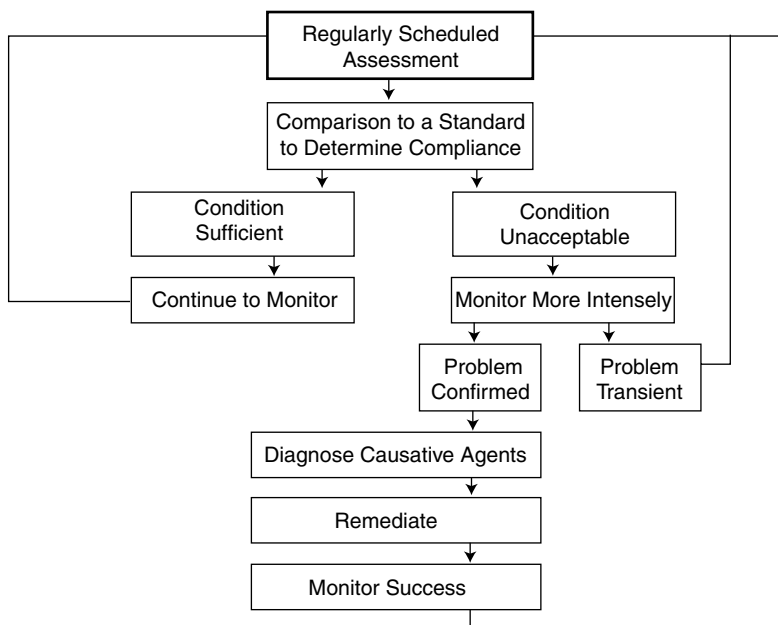 Regularly Scheduled
Assessment
Comparison to a Standard
to Determine Compliance
Condition
Sufficient
Condition
Unacceptable
Continue to Monitor
Monitor More Intensely
Problem
Confirmed
Problem
Transient
Diagnose Causative Agents
Remediate
Monitor Success